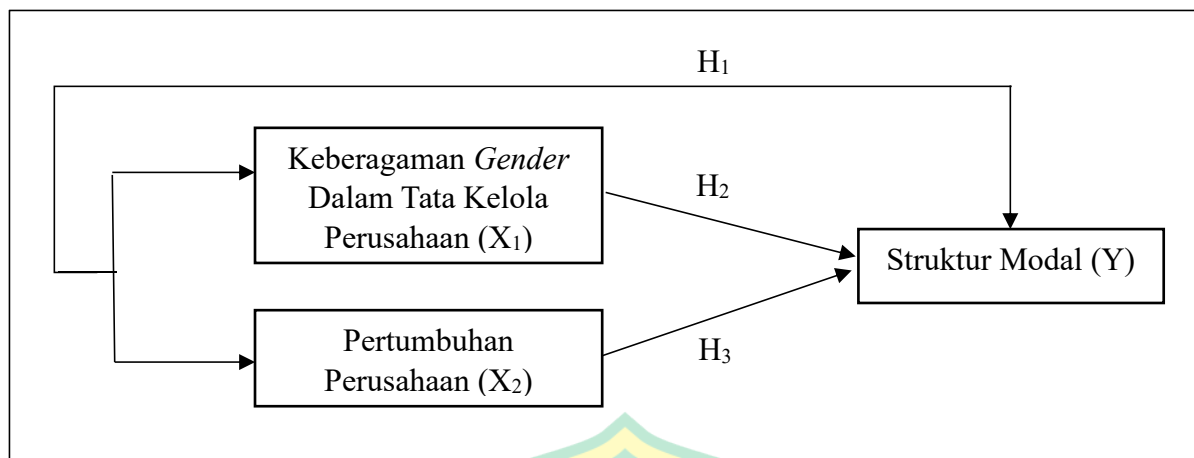 H₁
Keberagaman Gender
Dalam Tata Kelola
Perusahaan (X₁)
H₂
Struktur Modal (Y)
H₃
Pertumbuhan
Perusahaan (X₂)